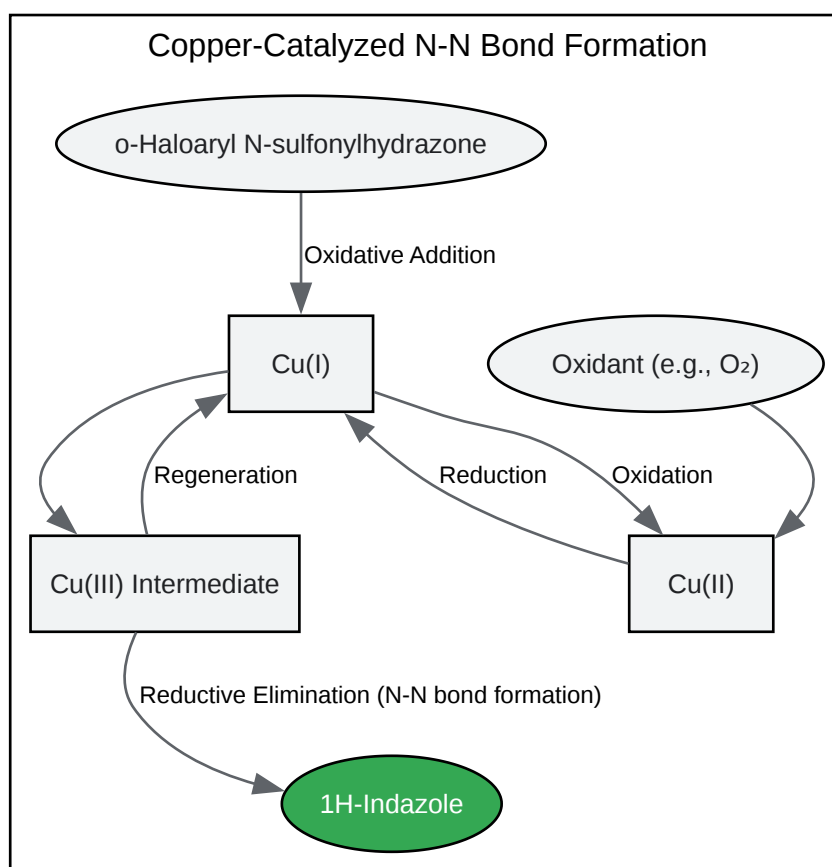 Copper-Catalyzed N-N Bond Formation
o-Haloaryl N-sulfonylhydrazone
Oxidative Addition
Cu(I)
Oxidant (e.g., O₂)
Regeneration
Reduction
Oxidation
Cu(III) Intermediate
Cu(II)
Reductive Elimination (N-N bond formation)
1H-Indazole